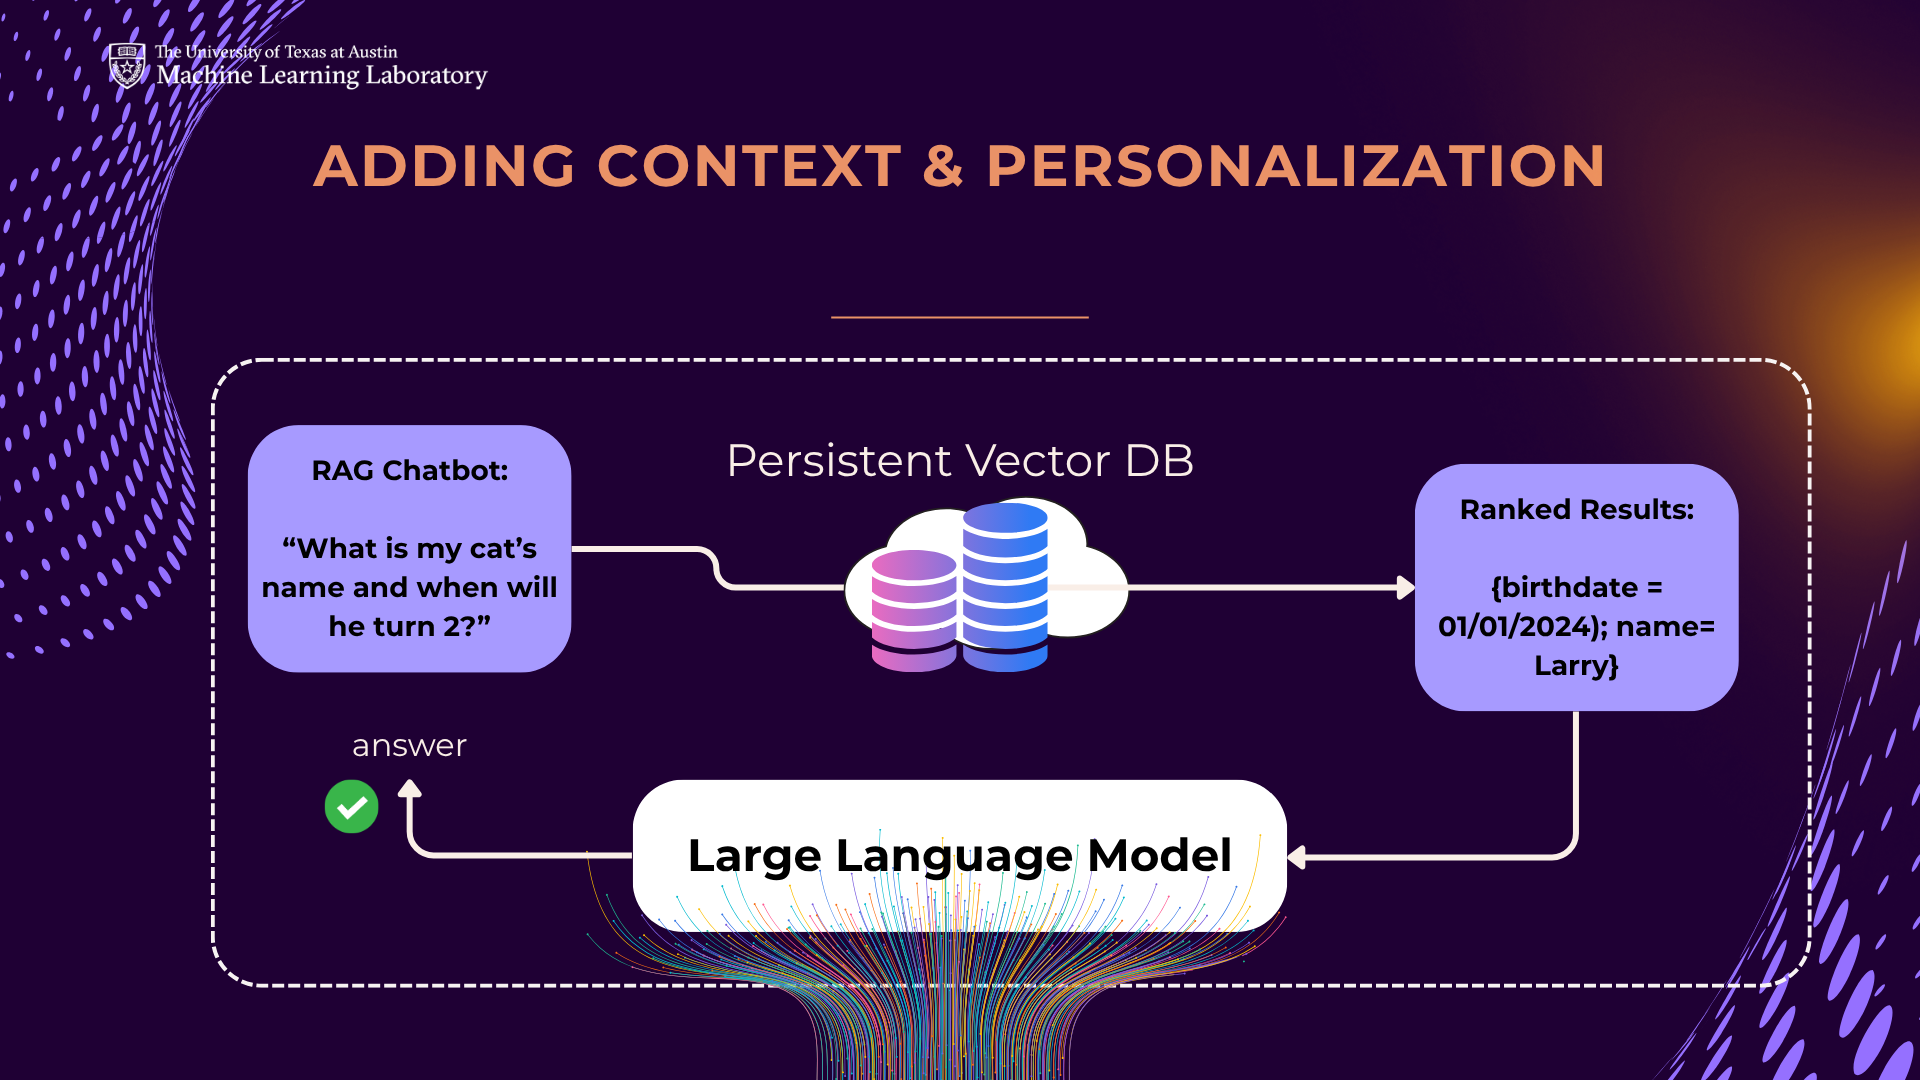 The University of Texas at Austin
Machine Learning Laboratory
ADDING CONTEXT & PERSONALIZATION
RAG Chatbot:
“What is my cat’s
name and when will
he turn 2?”
Persistent Vector DB
Ranked Results:
{birthdate =
01/01/2024); name=
Larry}
answer
Large Language Model